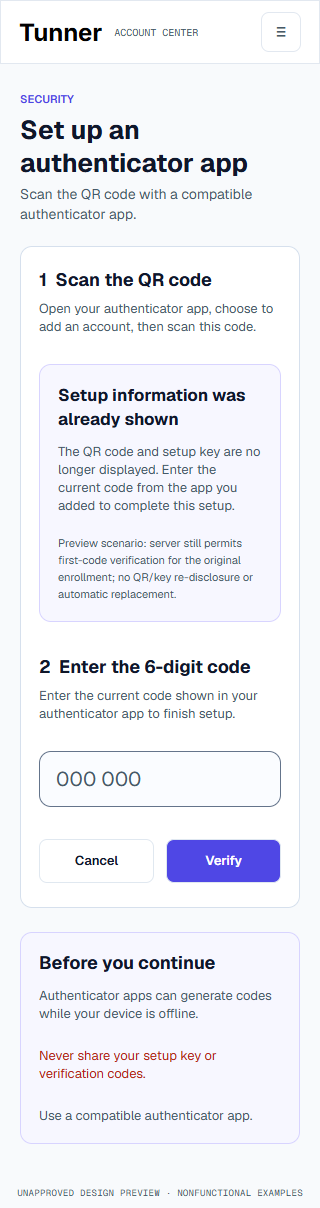 Tunner ACCOUNT CENTER
SECURITY
Set up an
authenticator app
Scan the QR code with a compatible
authenticator app.
1 Scan the QR code
Open your authenticator app, choose to
add an account, then scan this code.
Setup information was
already shown
The QR code and setup key are no
longer displayed. Enter the
current code from the app you
added to complete this setup.
Preview scenario: server still permits
first-code verification for the original
enrollment; no QR/key re-disclosure or
automatic replacement.
2 Enter the 6-digit code
Enter the current code shown in your
authenticator app to finish setup.
000 000
Cancel Verify
Before you continue
Authenticator apps can generate codes
while your device is offline.
Never share your setup key or
verification codes.
Use a compatible authenticator app.
UNAPPROVED DESIGN PREVIEW · NONFUNCTIONAL EXAMPLES